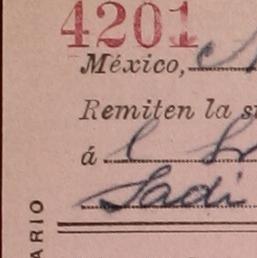 4201
México,
Remiten la
á
Sadi
ARIO